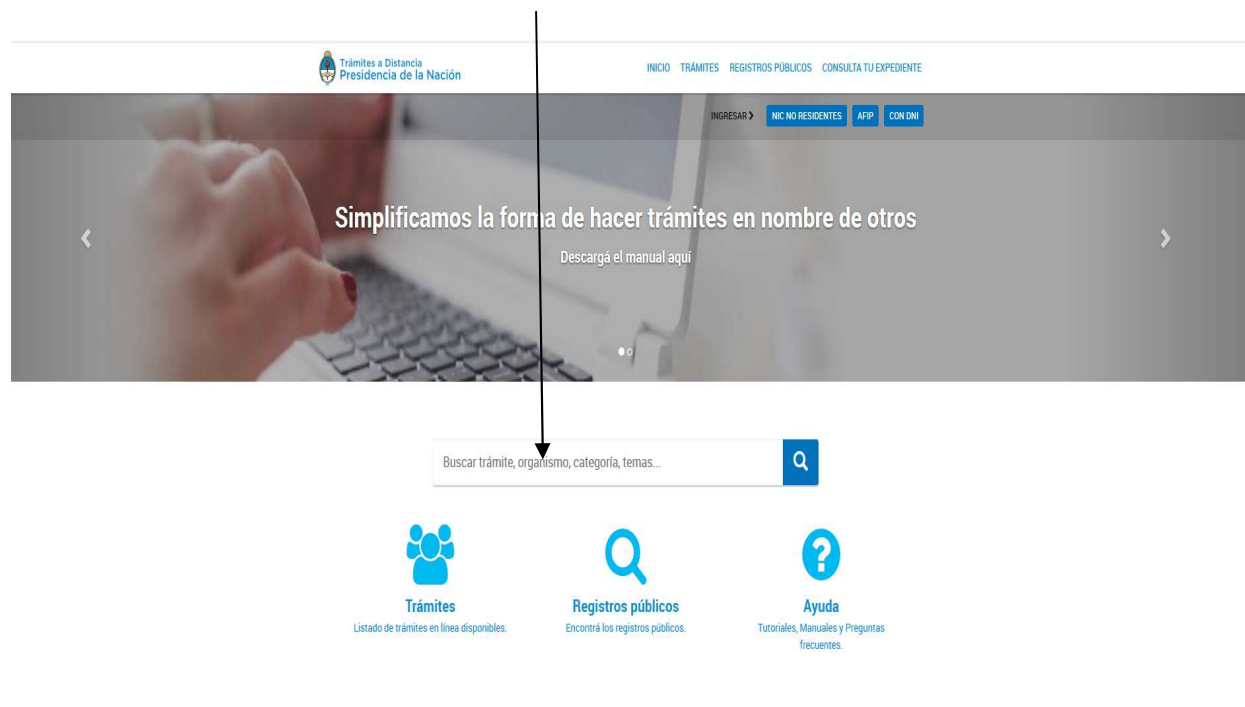 Trámites a Distancia
Presidencia de la Nación
INICIO TRÁMITES REGISTROS PÚBLICOS CONSULTA TU EXPEDIENTE
INGRESAR NIC NO RESIDENTES AFIP CON DNI
Simplificamos la forma de hacer trámites en nombre de otros
Descargá el manual aquí
Buscar trámite, organismo, categoría, temas...
Trámites
Listado de trámites en línea disponibles.
Registros públicos
Encontrá los registros públicos.
Ayuda
Tutoriales, Manuales y Preguntas
frecuentes.